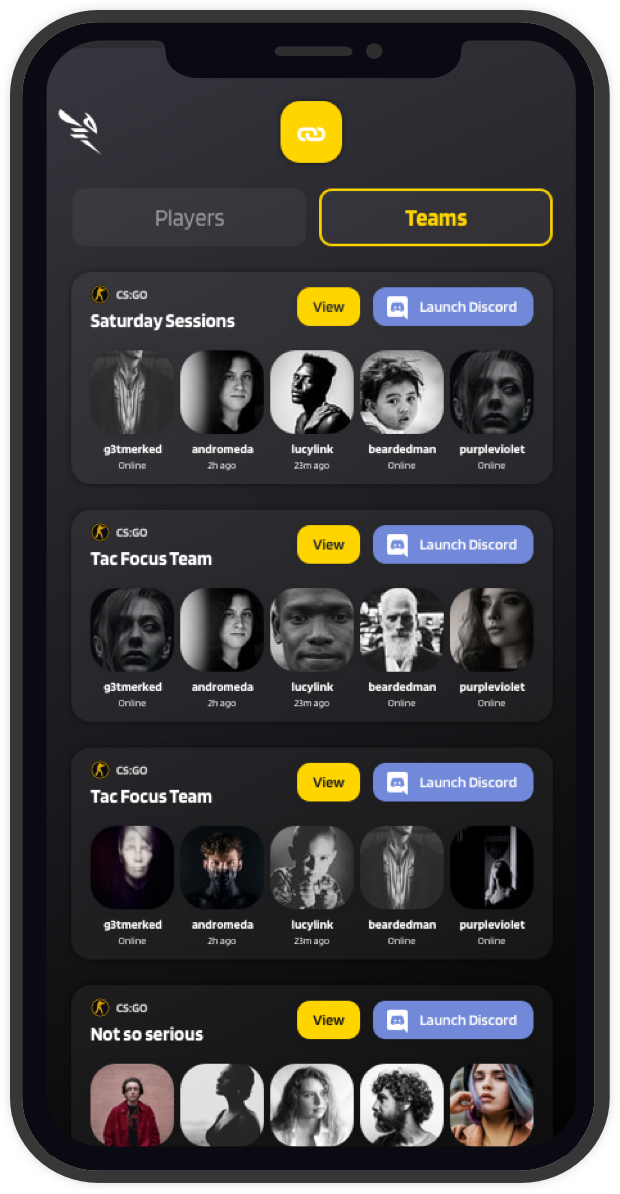 Players
Teams
CS:GO
Saturday Sessions
View
Launch Discord
g3tmerked
andromeda
lucylink
beardedman
purpleviolet
Online
2h ago
23m ago
Online
Online
CS:GO
Tac Focus Team
View
Launch Discord
g3tmerked
andromeda
lucylink
beardedman
purpleviolet
Online
2h ago
23m ago
Online
Online
CS:GO
Tac Focus Team
View
Launch Discord
g3tmerked
andromeda
lucylink
beardedman
purpleviolet
Online
2h ago
23m ago
Online
Online
CS:GO
Not so serious
View
Launch Discord